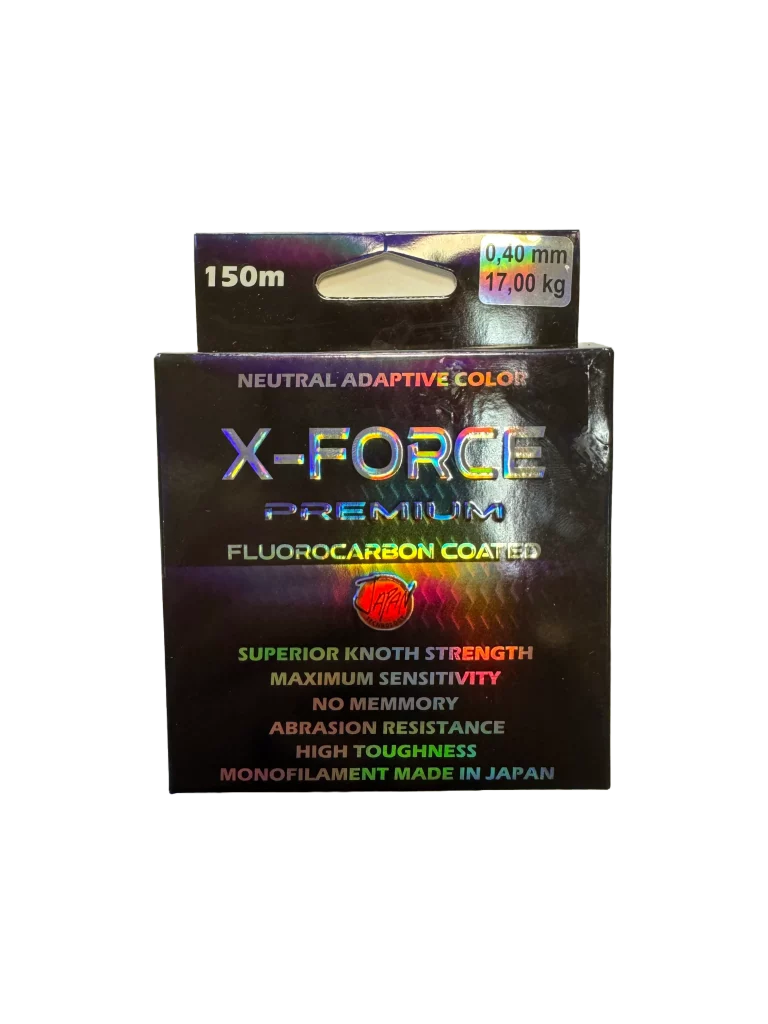 150m
0,40 mm
17,00 kg
NEUTRAL ADAPTIVE COLOR
X-FORCE
PREMIUM
FLUOROCARBON COATED
JAPAN
SUPERIOR KNOTH STRENGTH
MAXIMUM SENSITIVITY
NO MEMMORY
ABRASION RESISTANCE
HIGH TOUGHNESS
MONOFILAMENT MADE IN JAPAN